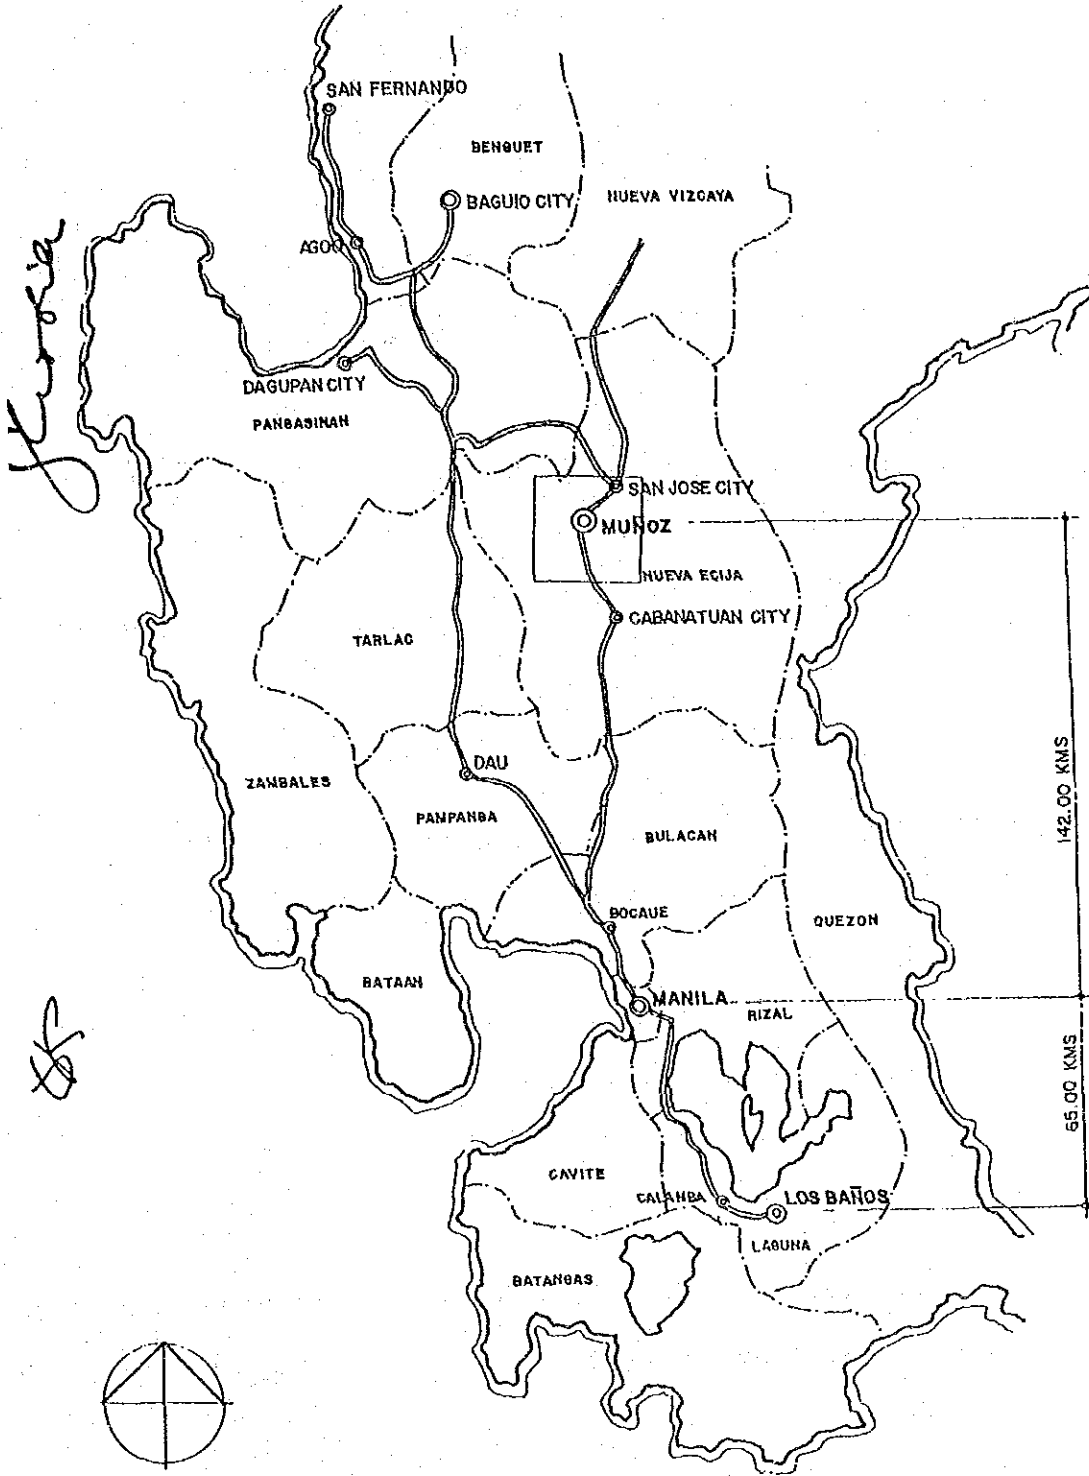 SAN FERNANDO
BENGUET
BAGUIO CITY
NUEVA VIZCAYA
AGOO
DAGUPAN CITY
PANGASINAN
SAN JOSE CITY
MUÑOZ
NUEVA ECIJA
CABANATUAN CITY
TARLAC
DAU
ZAMBALES
142.00 KMS
PAMPANGA
BULACAN
BOCAUE
QUEZON
BATAAN
MANILA
RIZAL
65.00 KMS
CAVITE
CALAMBA
LOS BAÑOS
LAGUNA
BATANGAS